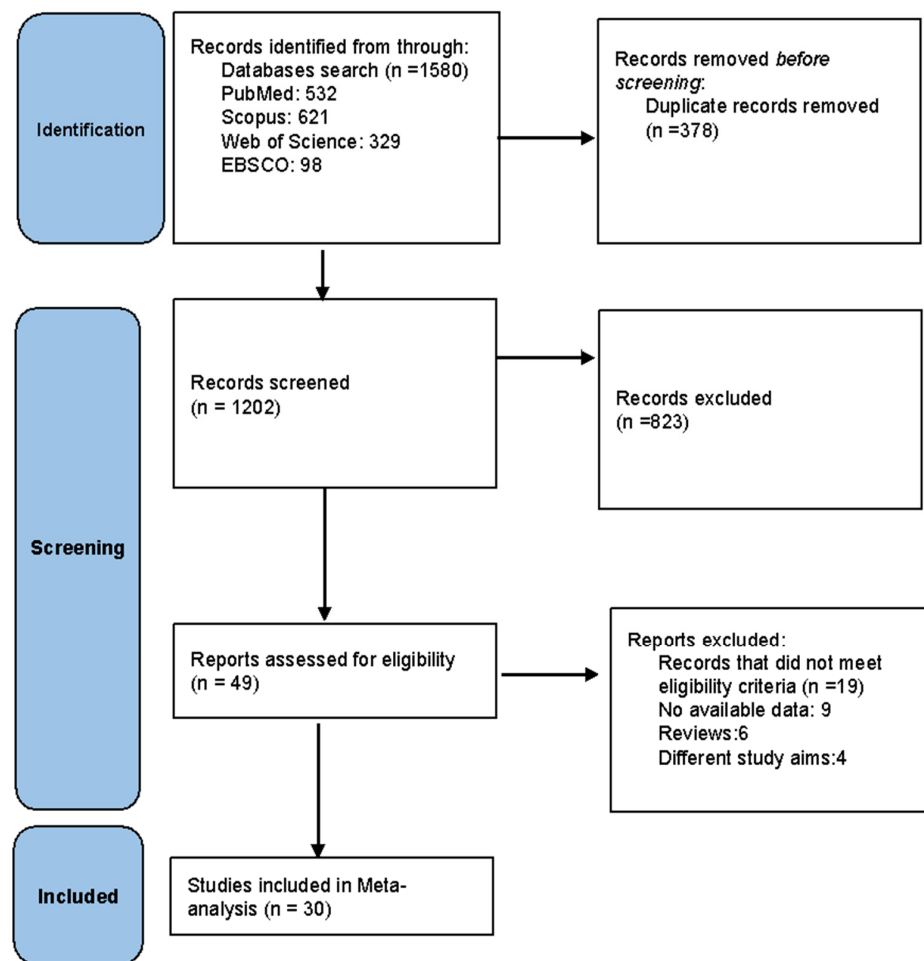 Identification
Records identified from through:
Databases search (n =1580)
PubMed: 532
Scopus: 621
Web of Science: 329
EBSCO: 98
Records removed before
screening:
Duplicate records removed
(n =378)
Screening
Records screened
(n = 1202)
Records excluded
(n =823)
Reports assessed for eligibility
(n = 49)
Reports excluded:
Records that did not meet
eligibility criteria (n =19)
No available data: 9
Reviews:6
Different study aims:4
Included
Studies included in Meta-
analysis (n = 30)